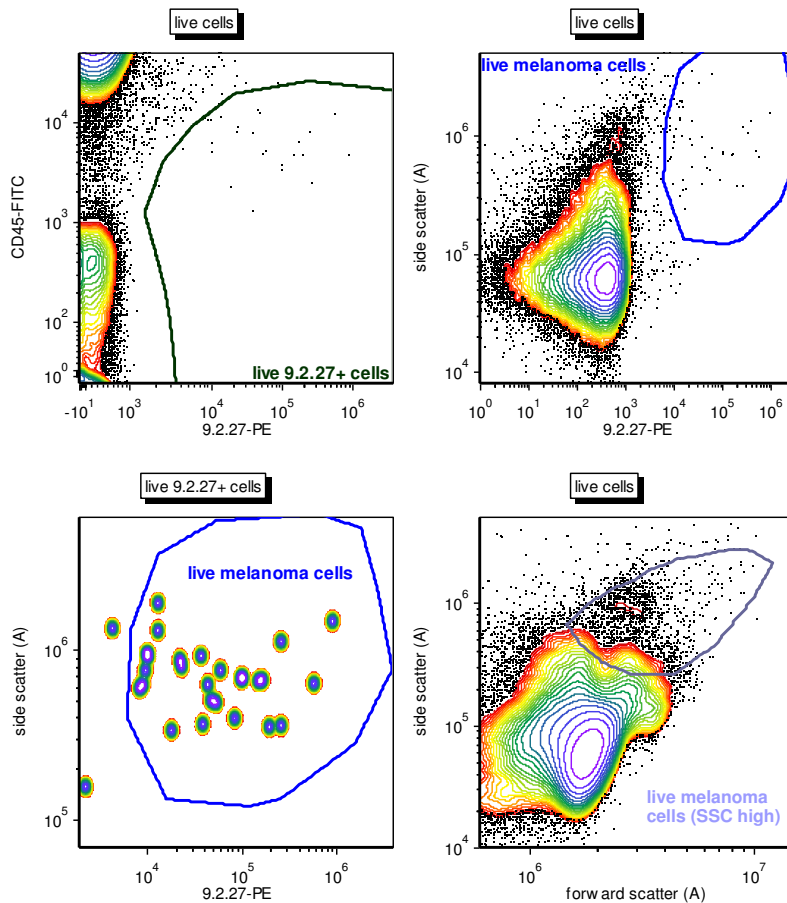 live cells
CD45-FITC
10^4
10^3
10^2
10^0
live 9.2.27+ cells
-10^1
10^3
10^4
10^5
10^6
9.2.27-PE
live cells
live melanoma cells
side scatter (A)
10^6
10^5
10^4
10^0
10^1
10^2
10^3
10^4
10^5
10^6
9.2.27-PE
live 9.2.27+ cells
live melanoma cells
side scatter (A)
10^6
10^5
10^4
10^5
10^6
9.2.27-PE
live cells
side scatter (A)
10^6
10^5
10^4
live melanoma
cells (SSC high)
10^6
10^7
forward scatter (A)